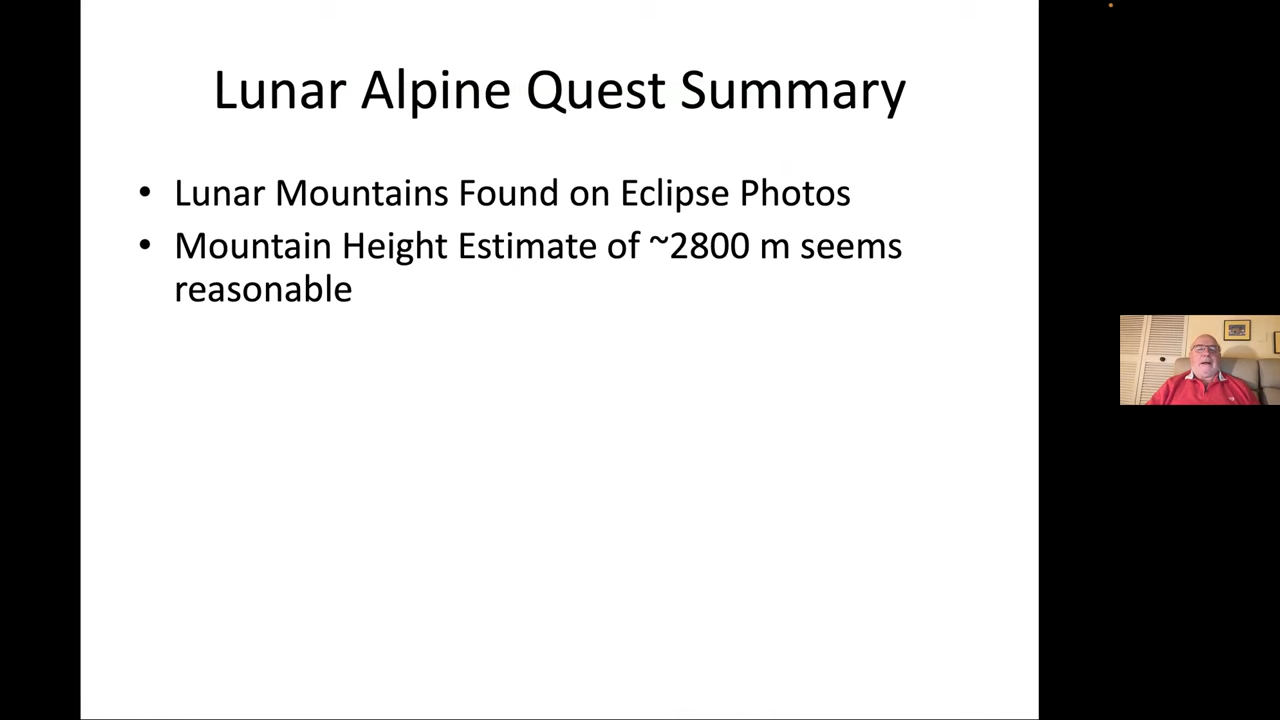 Lunar Alpine Quest Summary
• Lunar Mountains Found on Eclipse Photos
• Mountain Height Estimate of ~2800 m seems
reasonable